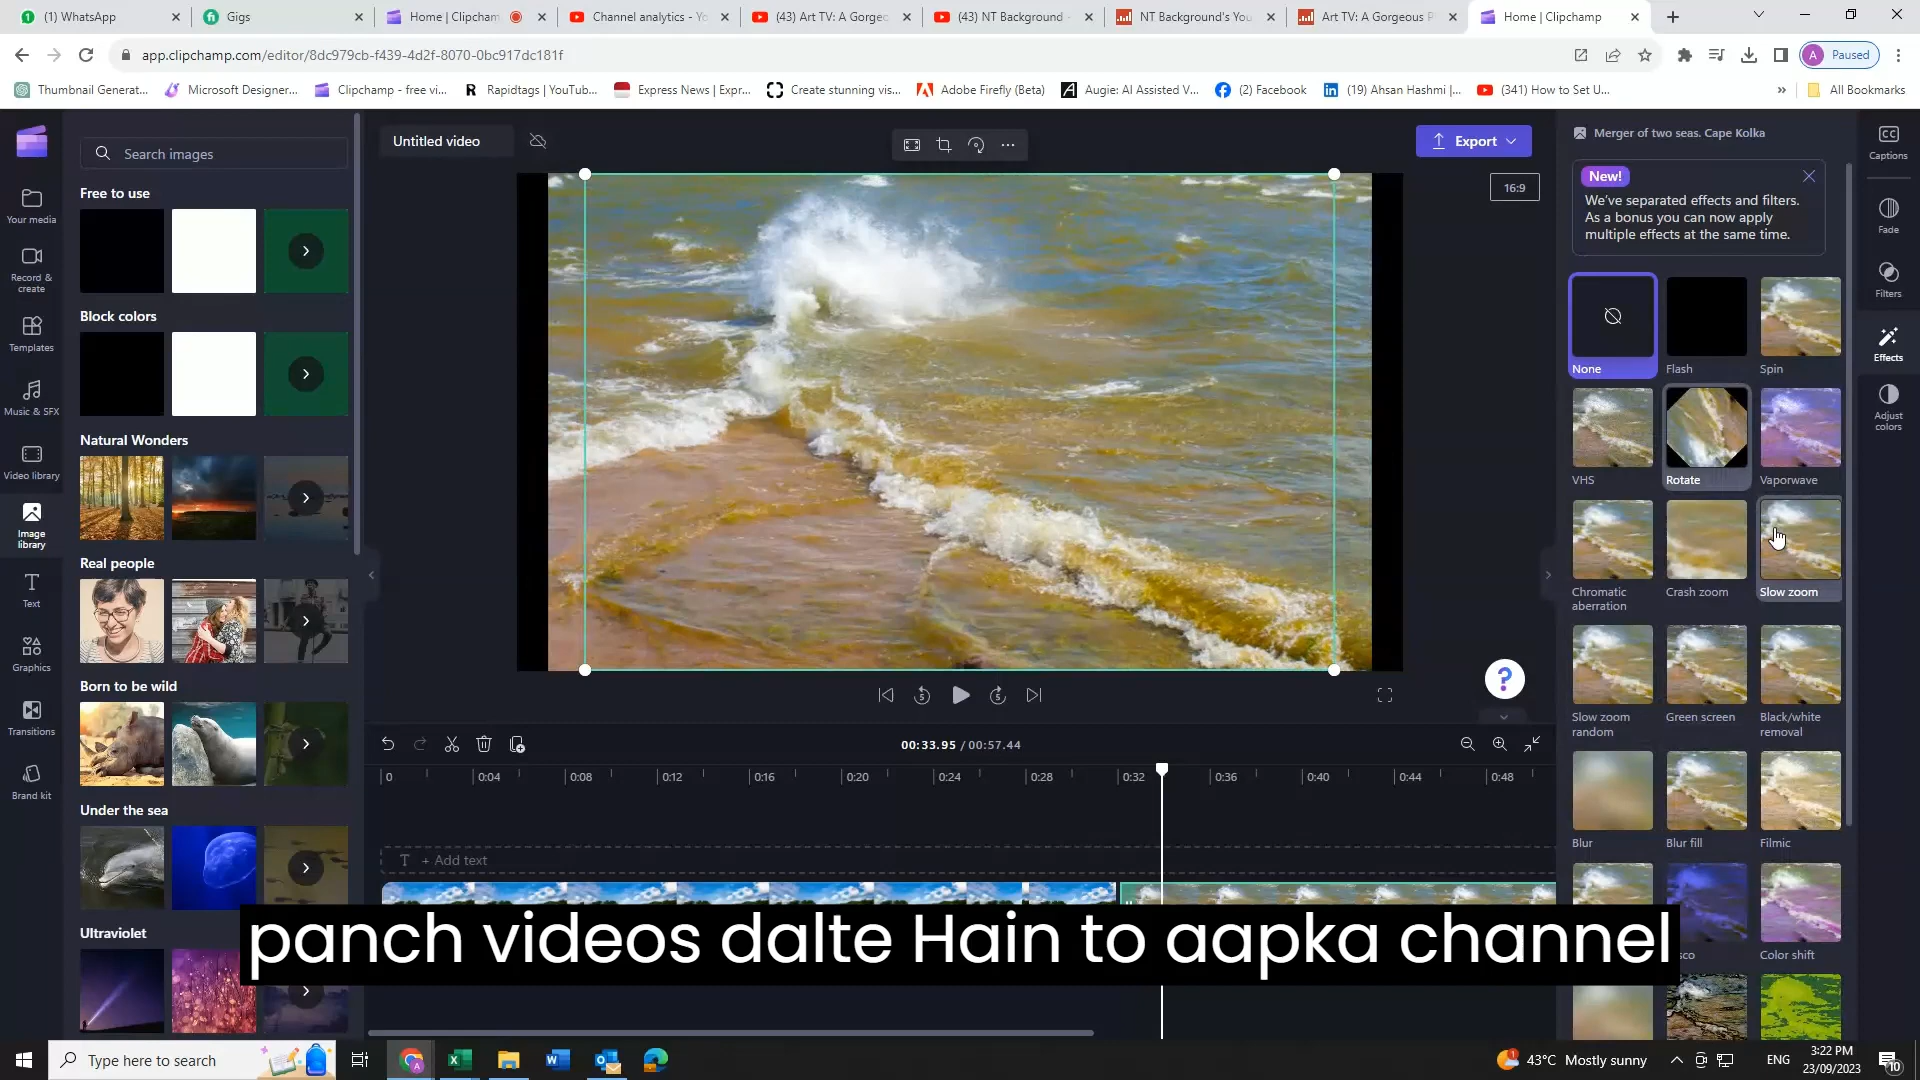 (1) WhatsApp
Gigs
Home | Clipcham
Channel analytics - Yo
(43) Art TV: A Gorgeo
(43) NT Background -
NT Background's You
Art TV: A Gorgeous P
Home | Clipchamp
app.clipchamp.com/editor/8dc979cb-f439-4d2f-8070-0bc917dc181f
A Paused
Thumbnail Generat...
Microsoft Designer...
Clipchamp - free vi...
Rapidtags | YouTub...
Express News | Expr...
Create stunning vis...
Adobe Firefly (Beta)
Augie: AI Assisted V...
(2) Facebook
(19) Ahsan Hashmi |...
(341) How to Set U...
»
All Bookmarks
Your media
Record &
create
Templates
Music & SFX
Video library
Image
library
Text
Graphics
Transitions
Brand kit
Search images
Free to use
Block colors
Natural Wonders
Real people
Born to be wild
Under the sea
Ultraviolet
Untitled video
Export
16:9
00:33.95 / 00:57.44
0
0:04
0:08
0:12
0:16
0:20
0:24
0:28
0:32
0:36
0:40
0:44
0:48
T + Add text
panch videos dalte Hain to aapka channel
Merger of two seas. Cape Kolka
New!
We've separated effects and filters.
As a bonus you can now apply
multiple effects at the same time.
None
Flash
Spin
VHS
Rotate
Vaporwave
Chromatic
aberration
Crash zoom
Slow zoom
Slow zoom
random
Green screen
Black/white
removal
Blur
Blur fill
Filmic
sco
Color shift
Captions
Fade
Filters
Effects
Adjust
colors
Type here to search
43°C Mostly sunny
ENG
3:22 PM
23/09/2023
10